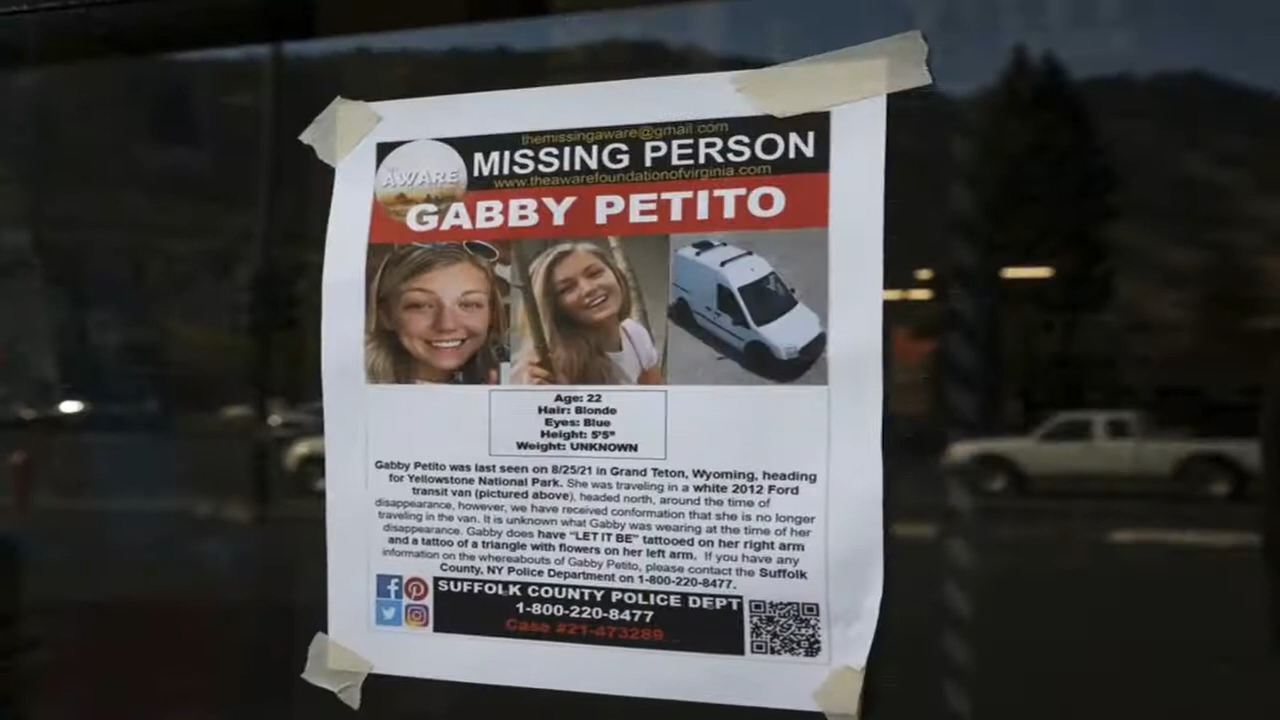 themissingaware@gmail.com
AWARE
MISSING PERSON
www.theawarefoundationofvirginia.com
GABBY PETITO
Age: 22
Hair: Blonde
Eyes: Blue
Height: 5'5"
Weight: UNKNOWN
Gabby Petito was last seen on 8/25/21 in Grand Teton, Wyoming, heading
for Yellowstone National Park. She was traveling in a white 2012 Ford
transit van (pictured above), headed north, around the time of
disappearance, however, we have received conformation that she is no longer
traveling in the van. It is unknown what Gabby was wearing at the time of her
disappearance. Gabby does have "LET IT BE" tattooed on her right arm
and a tattoo of a triangle with flowers on her left arm. If you have any
information on the whereabouts of Gabby Petito, please contact the Suffolk
County, NY Police Department on 1-800-220-8477.
SUFFOLK COUNTY POLICE DEPT
1-800-220-8477
Case #21-473289